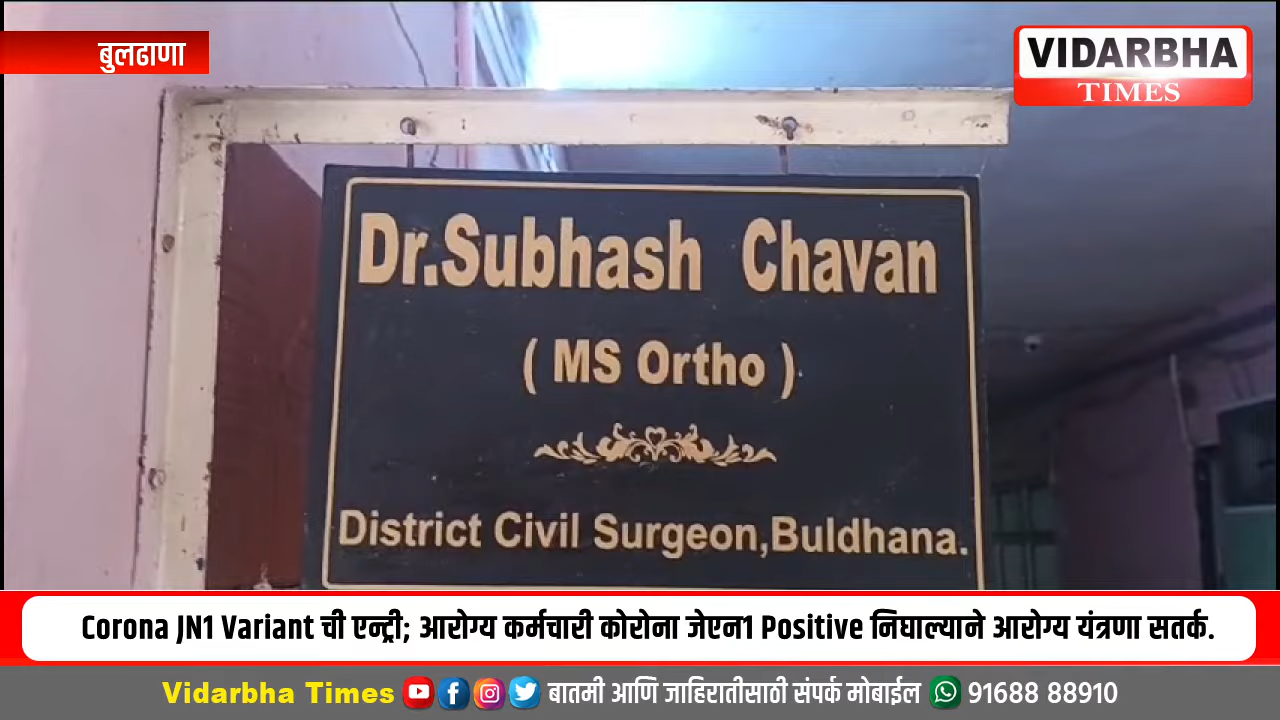 बुलढाणा
VIDARBHA
TIMES
Dr.Subhash Chavan
( MS Ortho )
District Civil Surgeon,Buldhana.
Corona JN1 Variant ची एन्ट्री; आरोग्य कर्मचारी कोरोना जेएन1 Positive निघाल्याने आरोग्य यंत्रणा सतर्क.
Vidarbha Times बातमी आणि जाहिरातीसाठी संपर्क मोबाईल 91688 88910